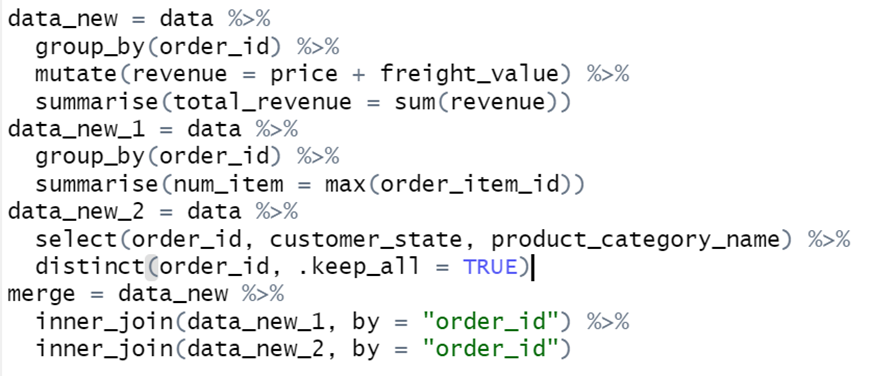 data_new = data %>%
  group_by(order_id) %>%
  mutate(revenue = price + freight_value) %>%
  summarise(total_revenue = sum(revenue))
data_new_1 = data %>%
  group_by(order_id) %>%
  summarise(num_item = max(order_item_id))
data_new_2 = data %>%
  select(order_id, customer_state, product_category_name) %>%
  distinct(order_id, .keep_all = TRUE)
merge = data_new %>%
  inner_join(data_new_1, by = "order_id") %>%
  inner_join(data_new_2, by = "order_id")